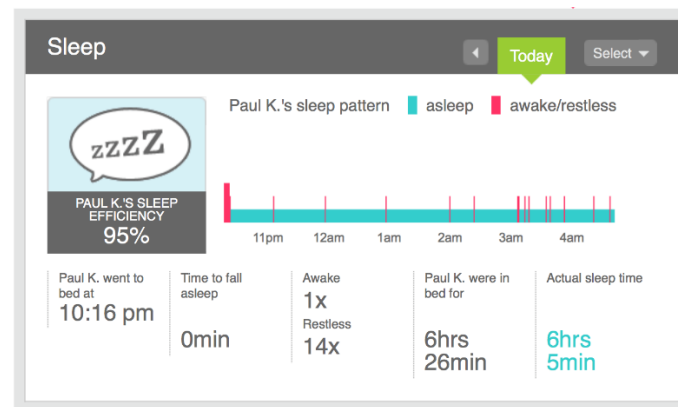 Sleep
Today
Select
zzzZ
PAUL K.'S SLEEP
EFFICIENCY
95%
Paul K.'s sleep pattern
asleep
awake/restless
11pm 12am 1am 2am 3am 4am
Paul K. went to
bed at
10:16 pm
Time to fall
asleep
0min
Awake
1x
Restless
14x
Paul K. were in
bed for
6hrs
26min
Actual sleep time
6hrs
5min